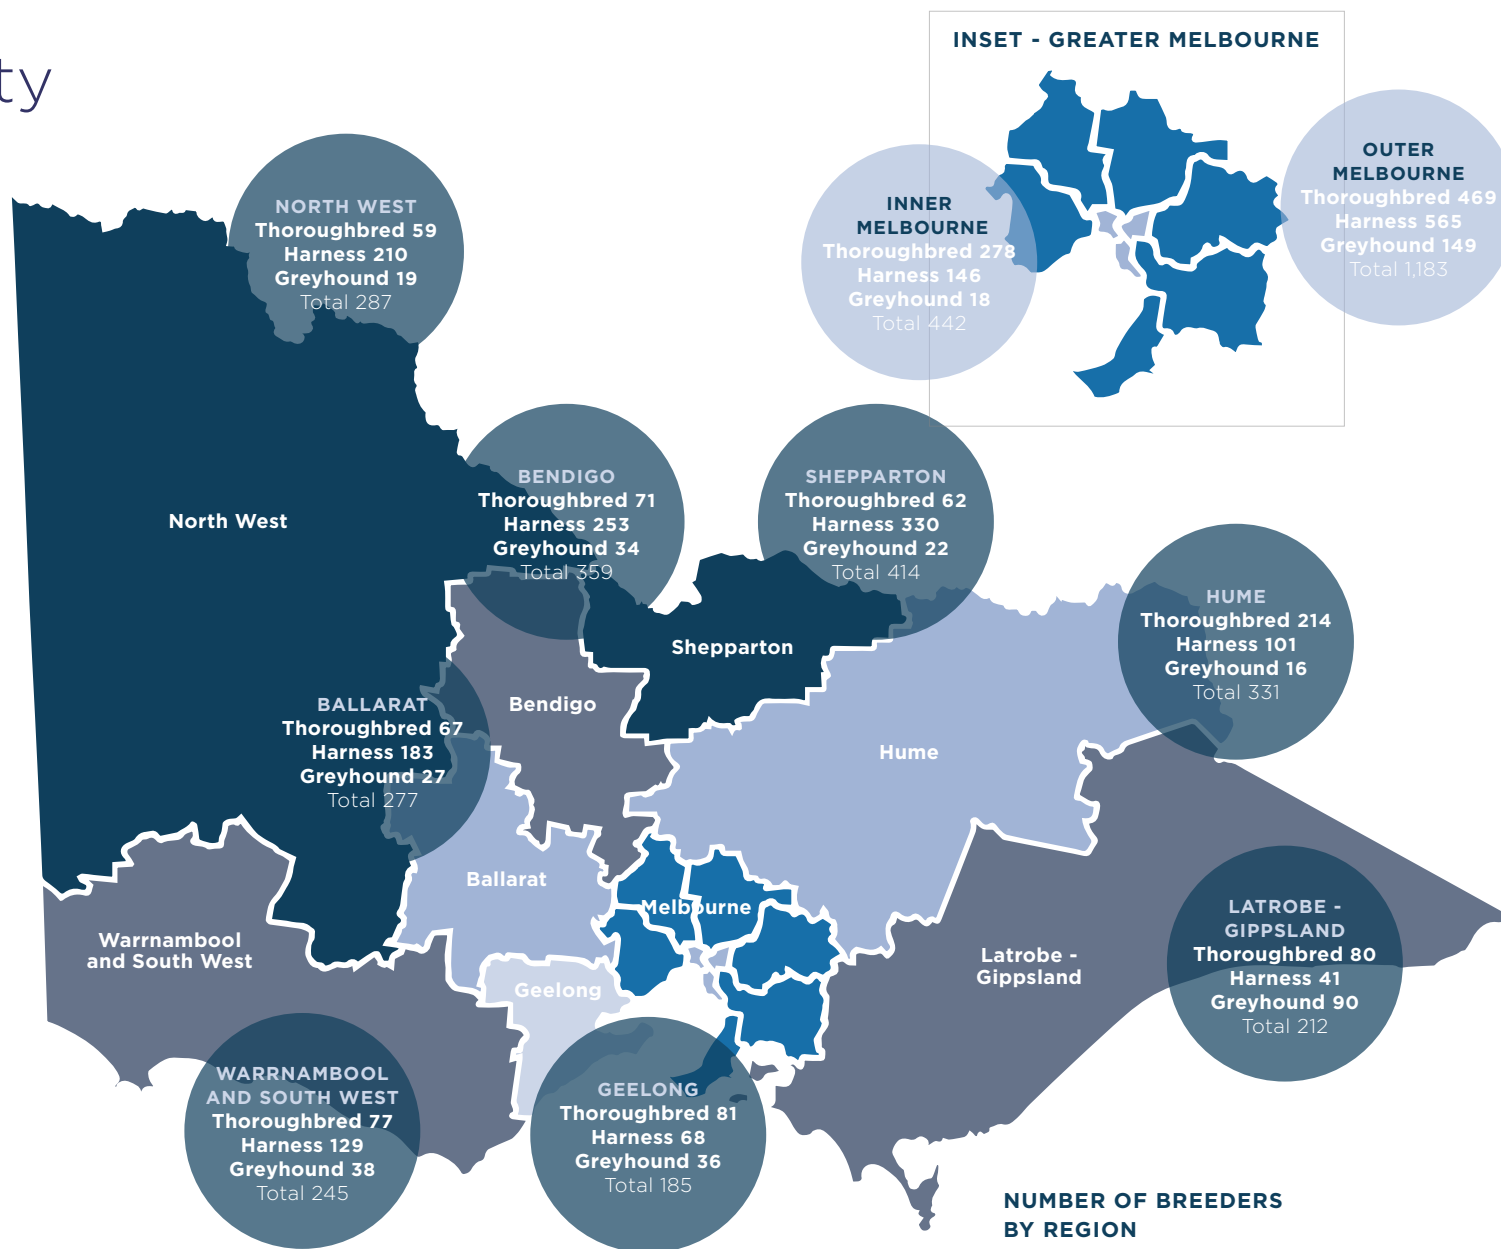 ty
INSET - GREATER MELBOURNE
OUTER
MELBOURNE
Thoroughbred 469
Harness 565
Greyhound 149
Total 1,183
INNER
MELBOURNE
Thoroughbred 278
Harness 146
Greyhound 18
Total 442
NORTH WEST
Thoroughbred 59
Harness 210
Greyhound 19
Total 287
BENDIGO
Thoroughbred 71
Harness 253
Greyhound 34
Total 359
SHEPPARTON
Thoroughbred 62
Harness 330
Greyhound 22
Total 414
North West
HUME
Thoroughbred 214
Harness 101
Greyhound 16
Total 331
Shepparton
Bendigo
BALLARAT
Thoroughbred 67
Harness 183
Greyhound 27
Total 277
Hume
Ballarat
Melbourne
Warrnambool
and South West
Latrobe -
Gippsland
LATROBE -
GIPPSLAND
Thoroughbred 80
Harness 41
Greyhound 90
Total 212
Geelong
WARRNAMBOOL
AND SOUTH WEST
Thoroughbred 77
Harness 129
Greyhound 38
Total 245
GEELONG
Thoroughbred 81
Harness 68
Greyhound 36
Total 185
NUMBER OF BREEDERS
BY REGION